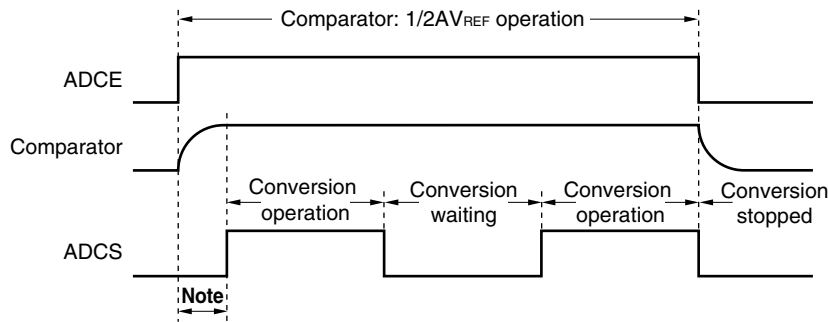 Comparator: 1/2AVREF operation
ADCE
Comparator
Conversion operation
Conversion waiting
Conversion operation
Conversion stopped
ADCS
Note